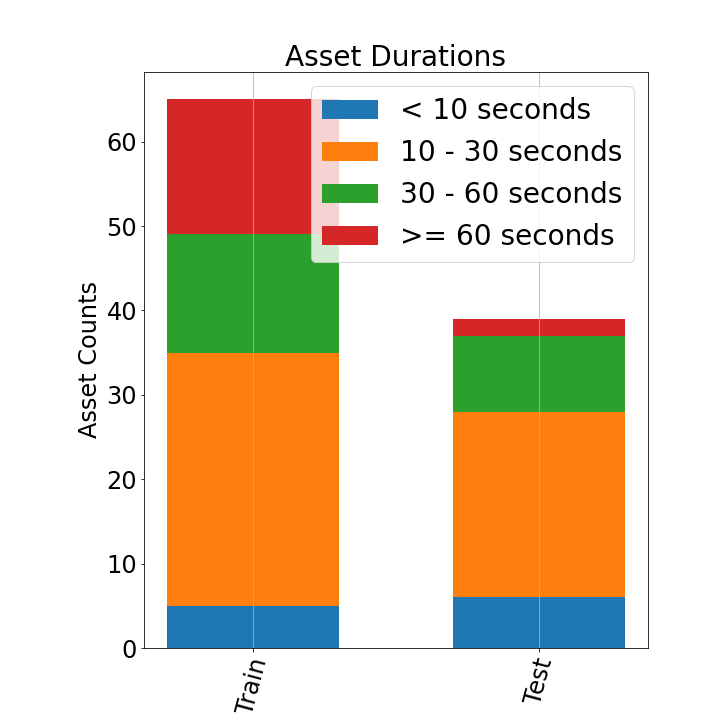 Asset Durations
< 10 seconds
10 - 30 seconds
30 - 60 seconds
>= 60 seconds
Asset Counts
60
50
40
30
20
10
0
Train
Test